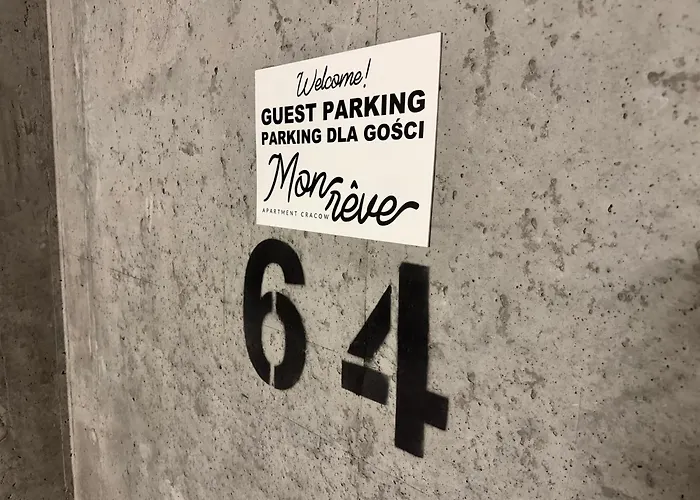 Welcome!
GUEST PARKING
PARKING DLA GOŚCI
Mon rêve
APARTMENT CRACOW
64